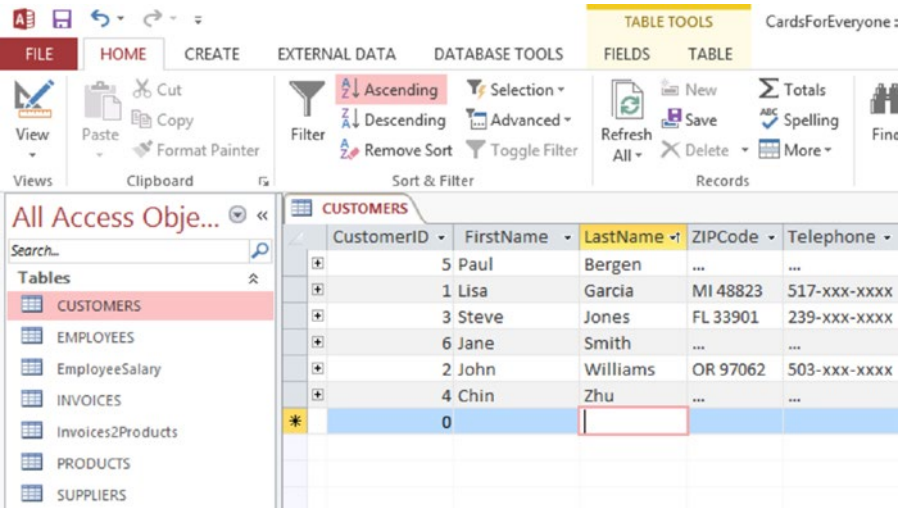 TABLE TOOLS CardsForEveryone :
FILE HOME CREATE EXTERNAL DATA DATABASE TOOLS FIELDS TABLE
View
Paste
Cut
Copy
Format Painter
Filter
Ascending
Descending
Remove Sort
Selection
Advanced
Toggle Filter
Refresh
All
New
Save
Delete
Totals
Spelling
More
Find
Views Clipboard Sort & Filter Records
All Access Obje...
Search...
Tables
CUSTOMERS
EMPLOYEES
EmployeeSalary
INVOICES
Invoices2Products
PRODUCTS
SUPPLIERS
CUSTOMERS
CustomerID FirstName LastName ZIPCode Telephone
5 Paul Bergen ... ...
1 Lisa Garcia MI 48823 517-xxx-xxxx
3 Steve Jones FL 33901 239-xxx-xxxx
6 Jane Smith ... ...
2 John Williams OR 97062 503-xxx-xxxx
4 Chin Zhu ... ...
0